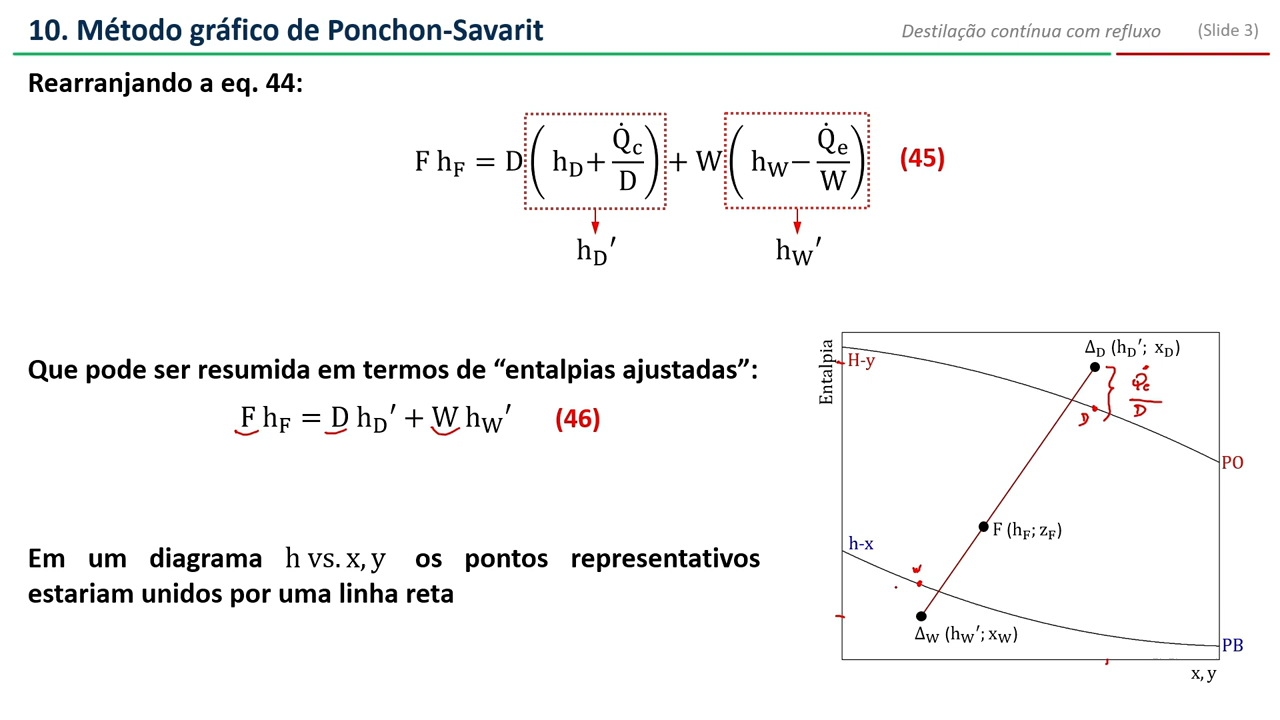 10. Método gráfico de Ponchon-Savarit
Destilação contínua com refluxo
(Slide 3)
Rearranjando a eq. 44:
F h_F = D ( h_D + Q̇_c / D ) + W ( h_W − Q̇_e / W ) (45)
h_D′ h_W′
Que pode ser resumida em termos de “entalpias ajustadas”:
F h_F = D h_D′ + W h_W′ (46)
Em um diagrama h vs. x, y os pontos representativos
estariam unidos por uma linha reta
Entalpia
H-y
Δ_D (h_D′; x_D)
Q̇_c / D
D
PO
F (h_F; z_F)
h-x
W
Δ_W (h_W′; x_W)
PB
x, y